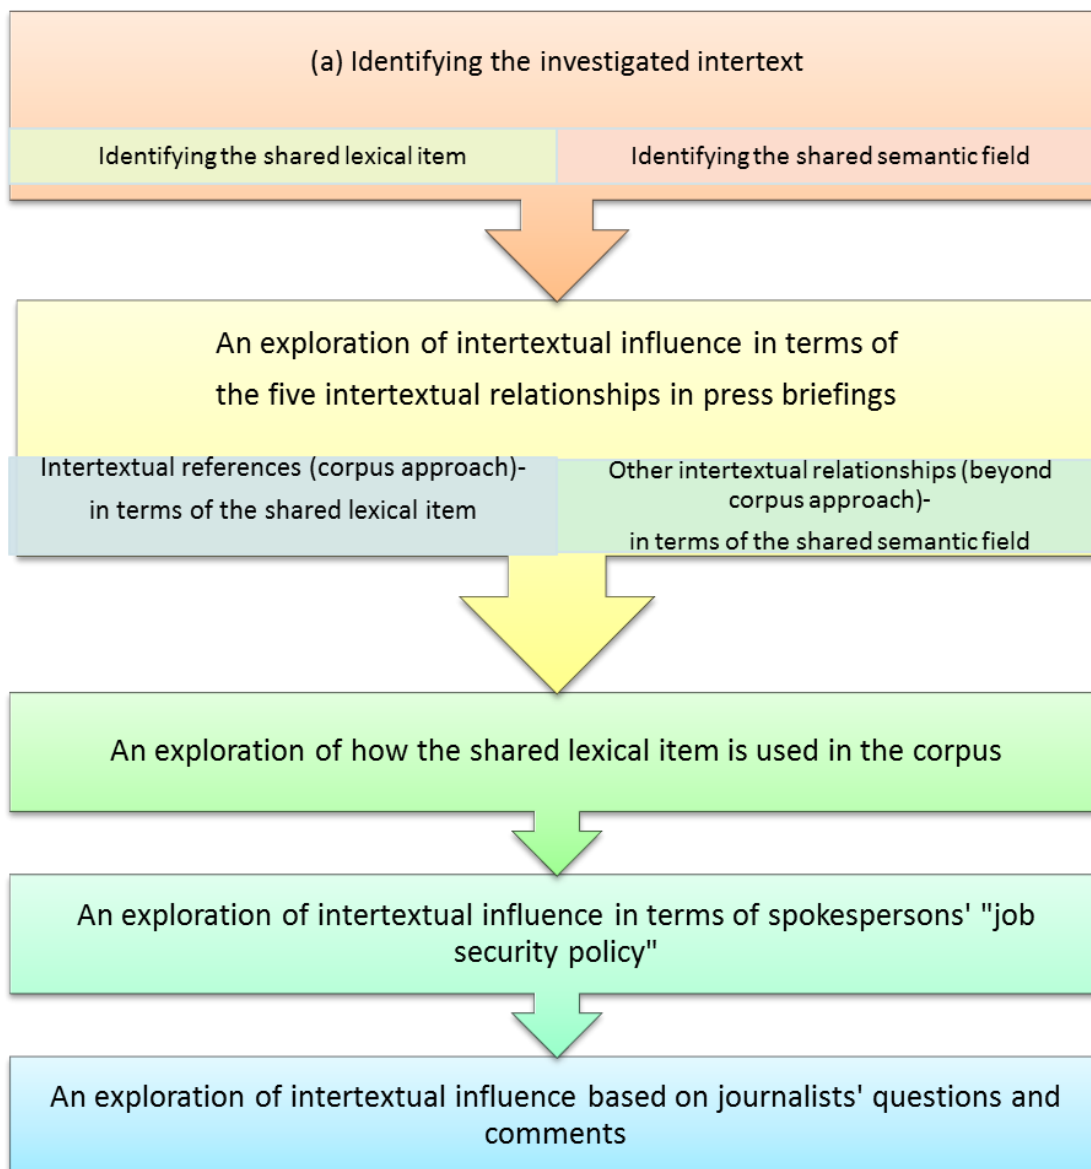 (a) Identifying the investigated intertext
Identifying the shared lexical item
Identifying the shared semantic field
An exploration of intertextual influence in terms of
the five intertextual relationships in press briefings
Intertextual references (corpus approach)-
in terms of the shared lexical item
Other intertextual relationships (beyond
corpus approach)-
in terms of the shared semantic field
An exploration of how the shared lexical item is used in the corpus
An exploration of intertextual influence in terms of spokespersons' "job
security policy"
An exploration of intertextual influence based on journalists' questions and
comments